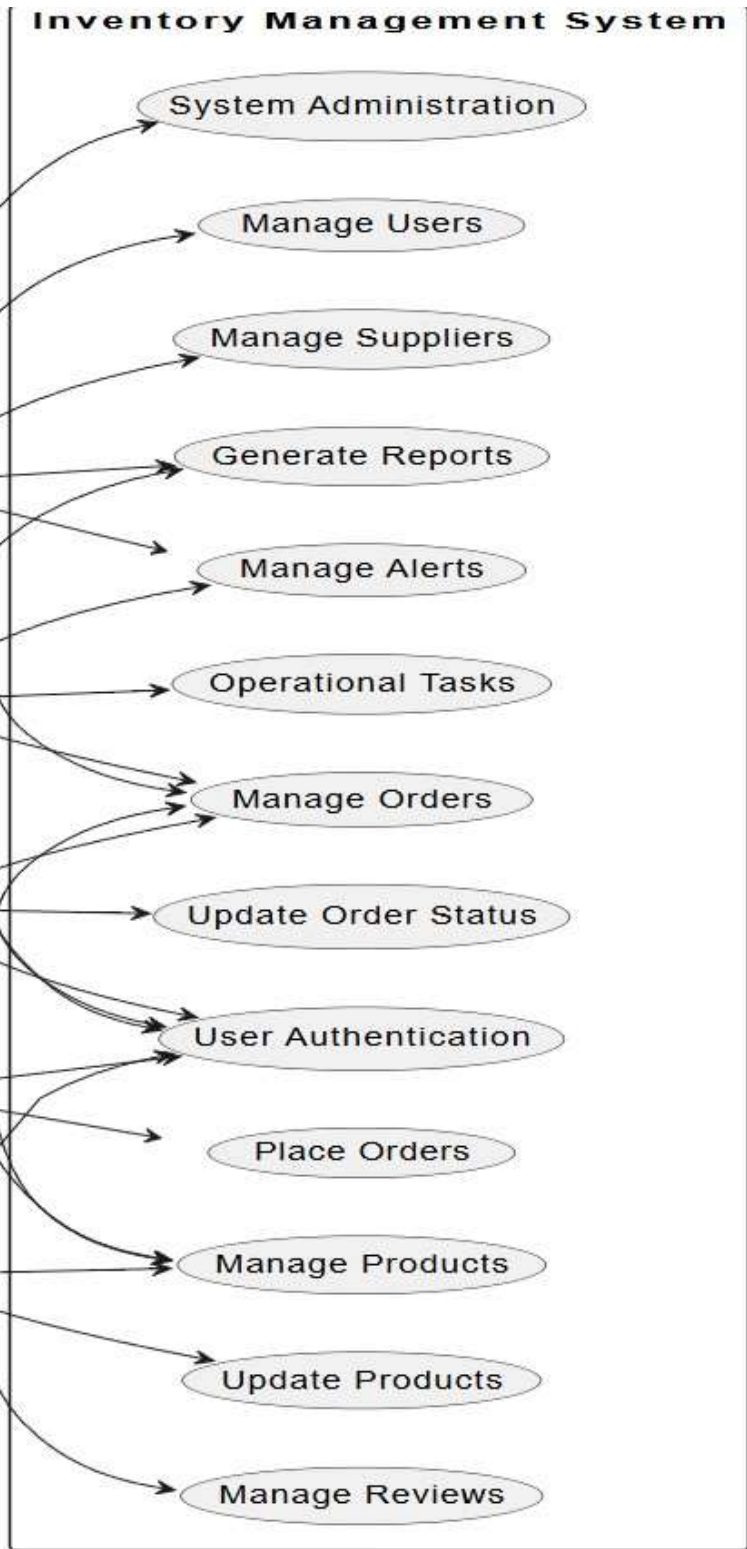 Inventory Management System
System Administration
Manage Users
Manage Suppliers
Generate Reports
Manage Alerts
Operational Tasks
Manage Orders
Update Order Status
User Authentication
Place Orders
Manage Products
Update Products
Manage Reviews